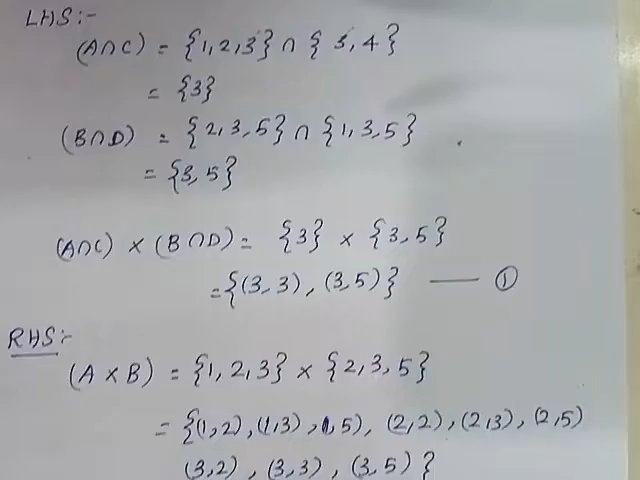 LHS:-
(A∩C) = {1,2,3} ∩ {3,4}
= {3}
(B∩D) = {2,3,5} ∩ {1,3,5}
= {3,5}
(A∩C) × (B∩D) = {3} × {3,5}
= {(3,3), (3,5)} — ①
RHS:-
(A × B) = {1,2,3} × {2,3,5}
= {(1,2),(1,3),(1,5), (2,2),(2,3),(2,5)
(3,2), (3,3), (3,5)}